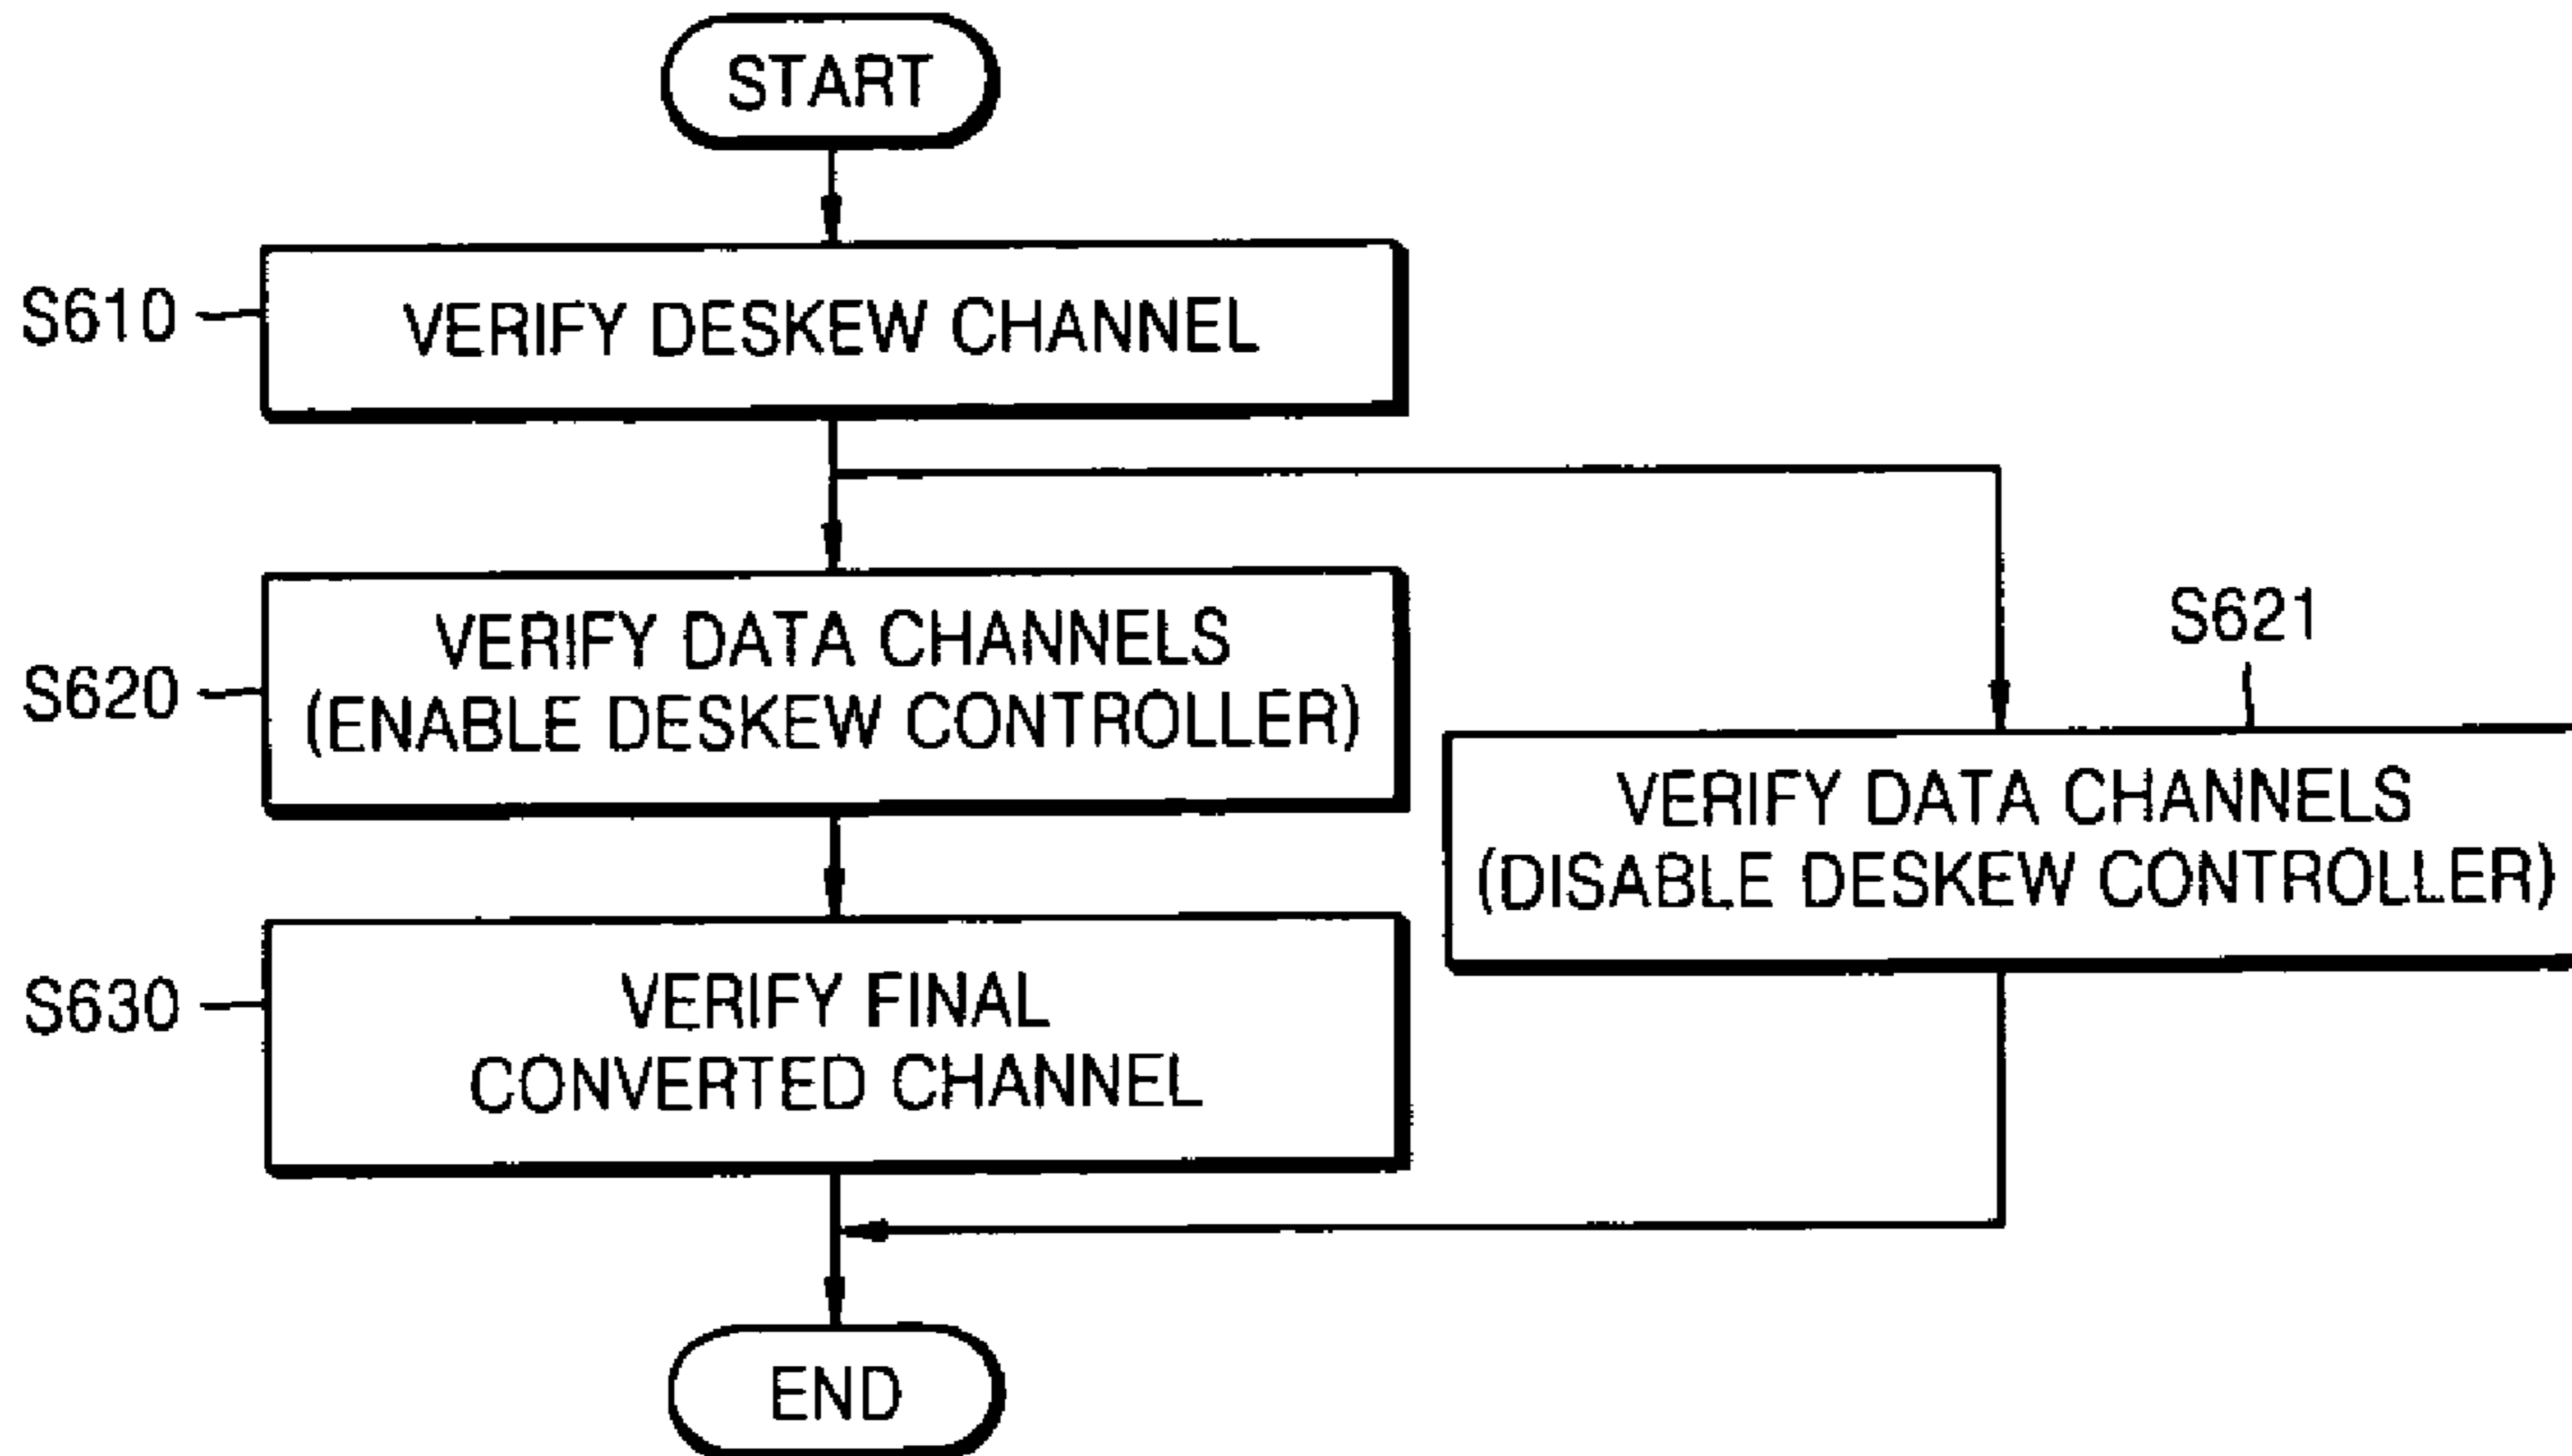 START
S610
VERIFY DESKEW CHANNEL
S620
VERIFY DATA CHANNELS
(ENABLE DESKEW CONTROLLER)
S621
VERIFY DATA CHANNELS
(DISABLE DESKEW CONTROLLER)
S630
VERIFY FINAL
CONVERTED CHANNEL
END